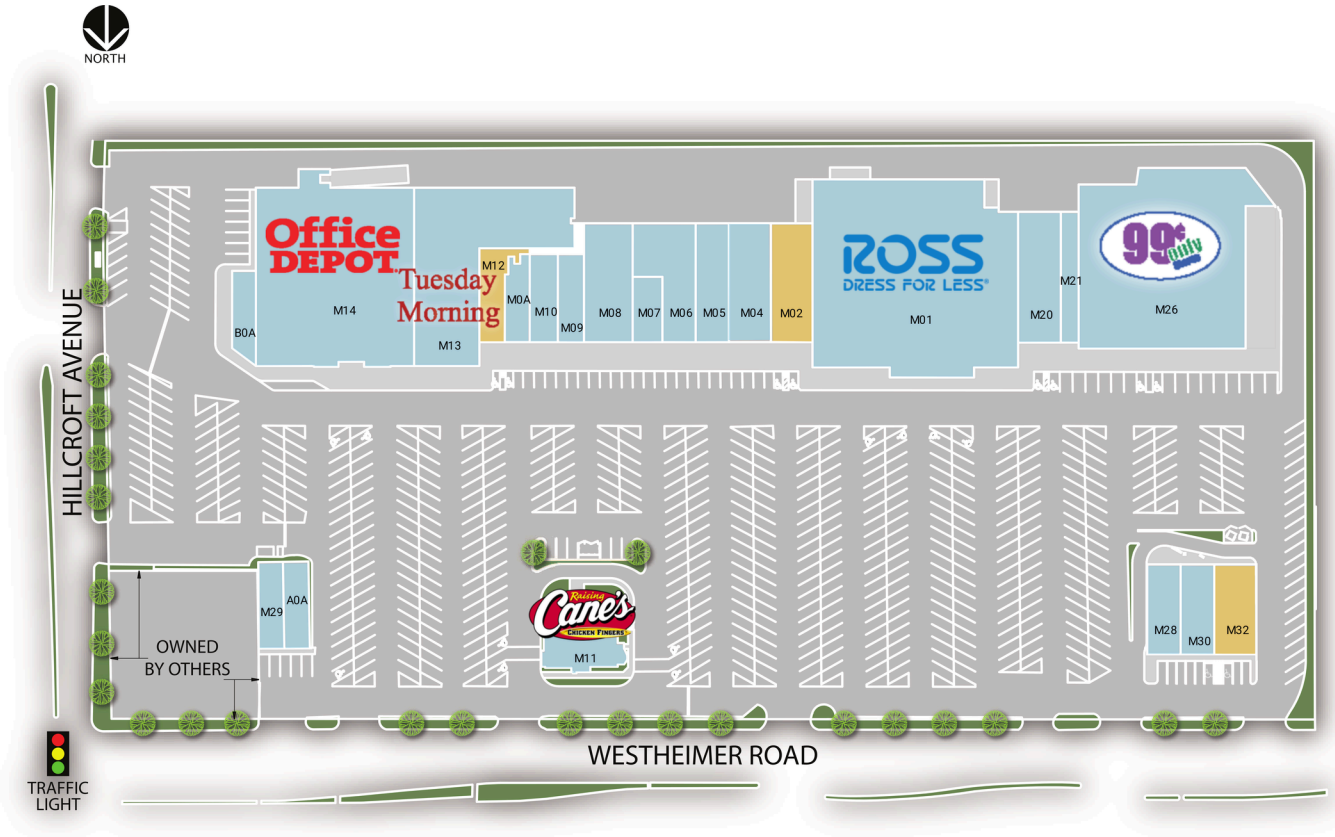 NORTH
Office
DEPOT
Tuesday
Morning
ROSS
DRESS FOR LESS®
99¢
only
B0A
M14
M13
M12
M0A
M10
M09
M08
M07
M06
M05
M04
M02
M01
M20
M21
M26
HILLCROFT AVENUE
M29
A0A
OWNED
BY OTHERS
Raising
Cane's
CHICKEN FINGERS
M11
M28
M30
M32
WESTHEIMER ROAD
TRAFFIC
LIGHT